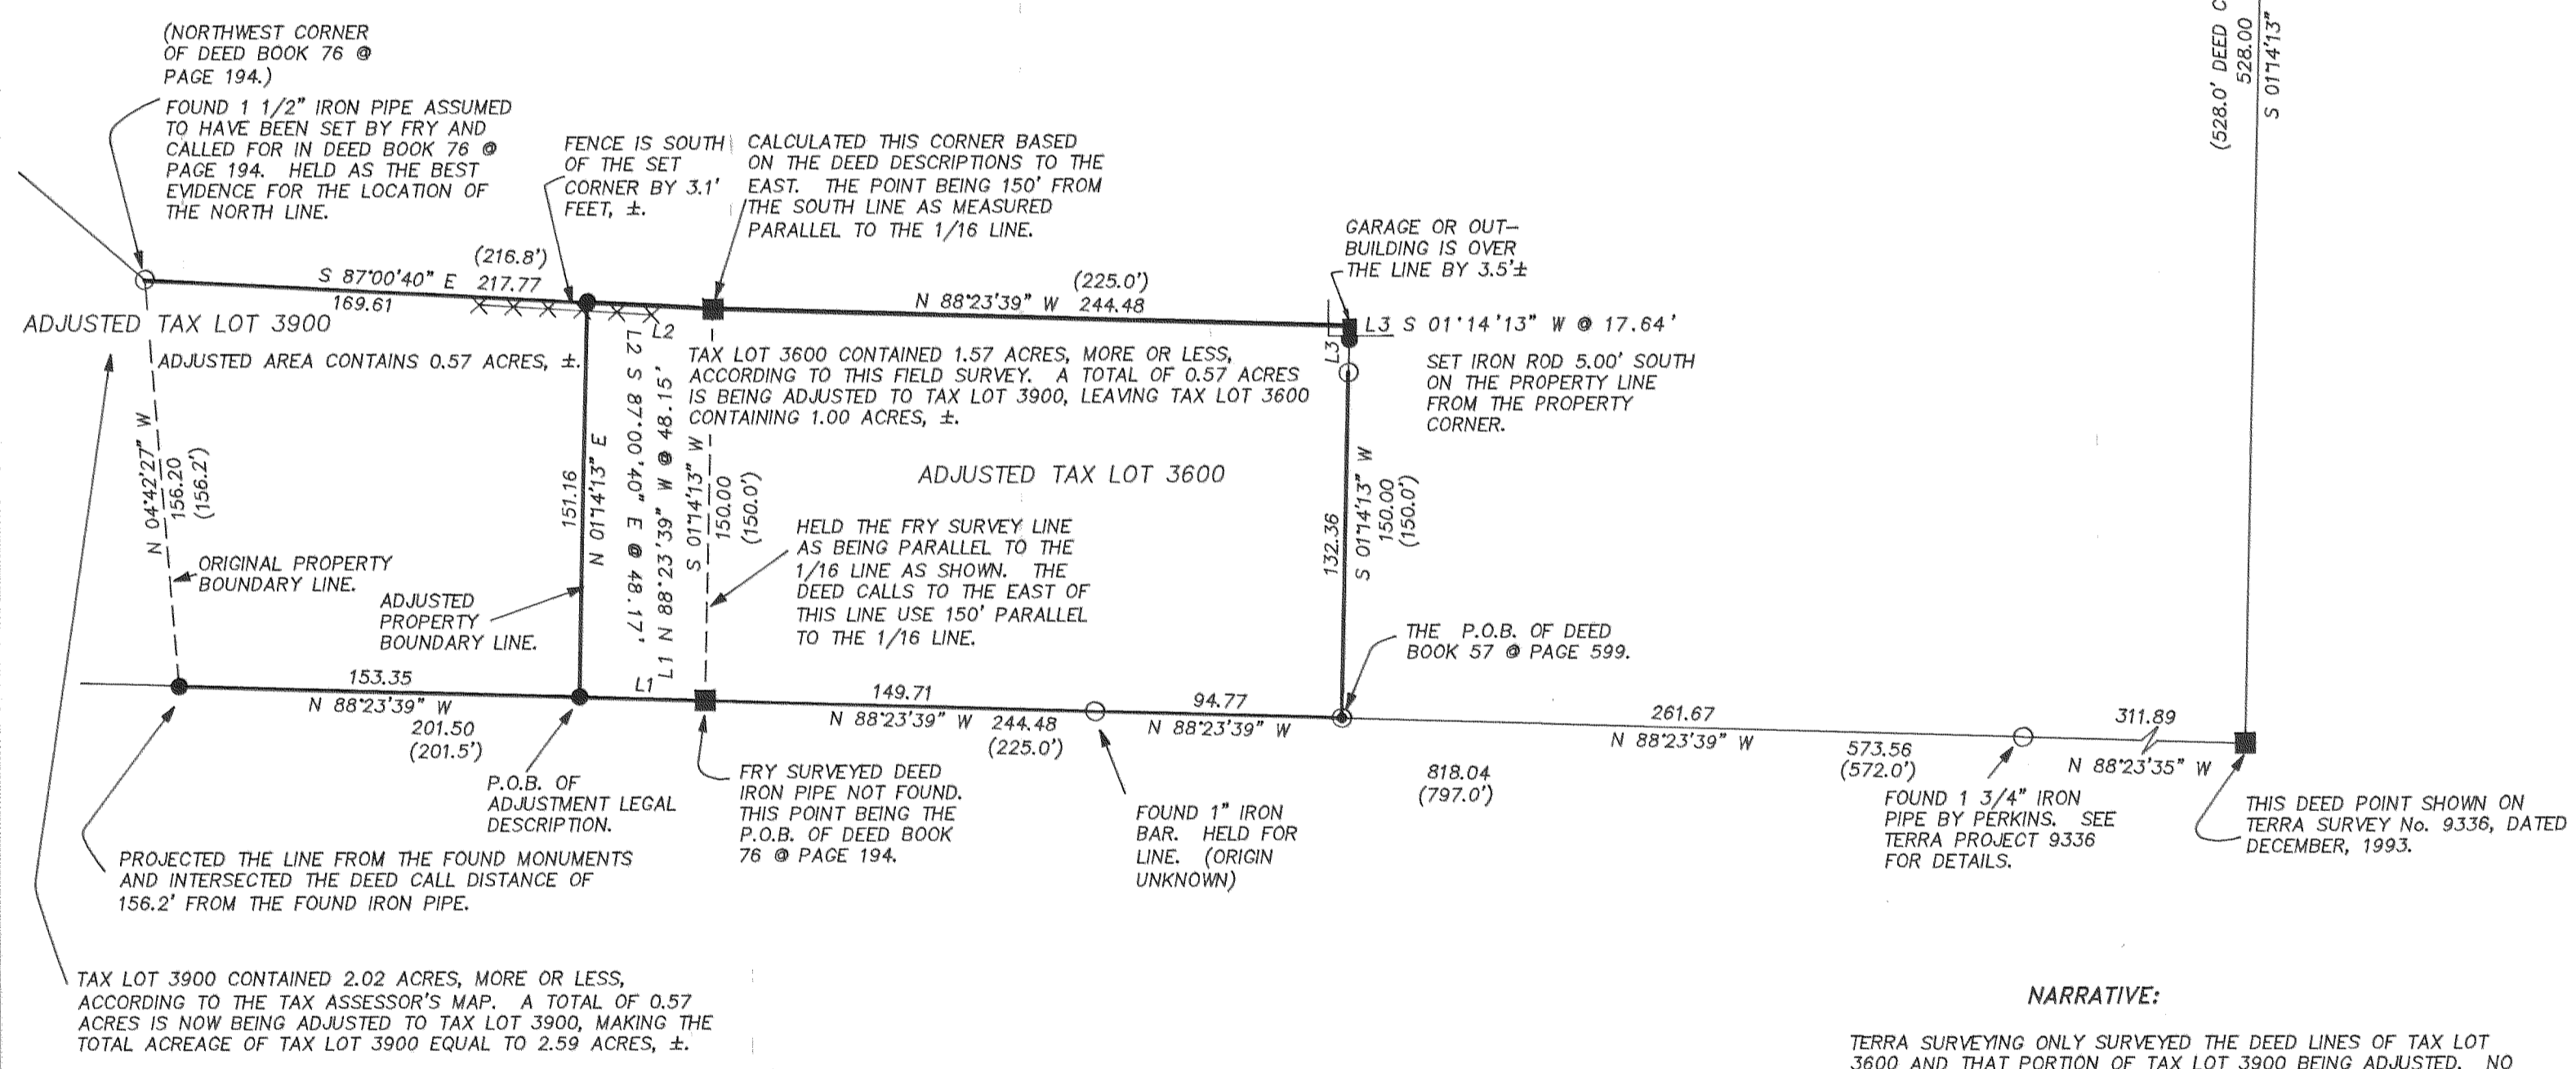 (NORTHWEST CORNER
OF DEED BOOK 76 @
PAGE 194.)
FOUND 1 1/2" IRON PIPE ASSUMED
TO HAVE BEEN SET BY FRY AND
CALLED FOR IN DEED BOOK 76 @
PAGE 194. HELD AS THE BEST
EVIDENCE FOR THE LOCATION OF
THE NORTH LINE.
FENCE IS SOUTH
OF THE SET
CORNER BY 3.1'
FEET, ±.
CALCULATED THIS CORNER BASED
ON THE DEED DESCRIPTIONS TO THE
EAST. THE POINT BEING 150' FROM
THE SOUTH LINE AS MEASURED
PARALLEL TO THE 1/16 LINE.
GARAGE OR OUT-
BUILDING IS OVER
THE LINE BY 3.5'±
(528.0' DEED C
528.00
S 01°14'13"
(216.8')
S 87°00'40" E 217.77
169.61
(225.0')
N 88°23'39" W 244.48
L3 S 01°14'13" W @ 17.64'
L3
SET IRON ROD 5.00' SOUTH
ON THE PROPERTY LINE
FROM THE PROPERTY
CORNER.
ADJUSTED TAX LOT 3900
ADJUSTED AREA CONTAINS 0.57 ACRES, ±.
L2
TAX LOT 3600 CONTAINED 1.57 ACRES, MORE OR LESS,
ACCORDING TO THIS FIELD SURVEY. A TOTAL OF 0.57 ACRES
IS BEING ADJUSTED TO TAX LOT 3900, LEAVING TAX LOT 3600
CONTAINING 1.00 ACRES, ±.
ADJUSTED TAX LOT 3600
N 04°42'27" W
156.20
(156.2')
151.16
N 01°14'13" E
L2 S 87°00'40" E @ 48.17'
L1 N 88°23'39" W @ 48.15'
S 01°14'13" W
150.00
(150.0')
132.36
S 01°14'13" W
150.00
(150.0')
HELD THE FRY SURVEY LINE
AS BEING PARALLEL TO THE
1/16 LINE AS SHOWN. THE
DEED CALLS TO THE EAST OF
THIS LINE USE 150' PARALLEL
TO THE 1/16 LINE.
ORIGINAL PROPERTY
BOUNDARY LINE.
ADJUSTED
PROPERTY
BOUNDARY LINE.
THE P.O.B. OF DEED
BOOK 57 @ PAGE 599.
153.35
N 88°23'39" W
201.50
(201.5')
L1
149.71
N 88°23'39" W 244.48
(225.0')
94.77
N 88°23'39" W
261.67
N 88°23'39" W
573.56
(572.0')
818.04
(797.0')
311.89
N 88°23'35" W
P.O.B. OF
ADJUSTMENT LEGAL
DESCRIPTION.
FRY SURVEYED DEED
IRON PIPE NOT FOUND.
THIS POINT BEING THE
P.O.B. OF DEED BOOK
76 @ PAGE 194.
FOUND 1" IRON
BAR. HELD FOR
LINE. (ORIGIN
UNKNOWN)
FOUND 1 3/4" IRON
PIPE BY PERKINS. SEE
TERRA PROJECT 9336
FOR DETAILS.
THIS DEED POINT SHOWN ON
TERRA SURVEY No. 9336, DATED
DECEMBER, 1993.
PROJECTED THE LINE FROM THE FOUND MONUMENTS
AND INTERSECTED THE DEED CALL DISTANCE OF
156.2' FROM THE FOUND IRON PIPE.
TAX LOT 3900 CONTAINED 2.02 ACRES, MORE OR LESS,
ACCORDING TO THE TAX ASSESSOR'S MAP. A TOTAL OF 0.57
ACRES IS NOW BEING ADJUSTED TO TAX LOT 3900, MAKING THE
TOTAL ACREAGE OF TAX LOT 3900 EQUAL TO 2.59 ACRES, ±.
NARRATIVE:
TERRA SURVEYING ONLY SURVEYED THE DEED LINES OF TAX LOT
3600 AND THAT PORTION OF TAX LOT 3900 BEING ADJUSTED. NO